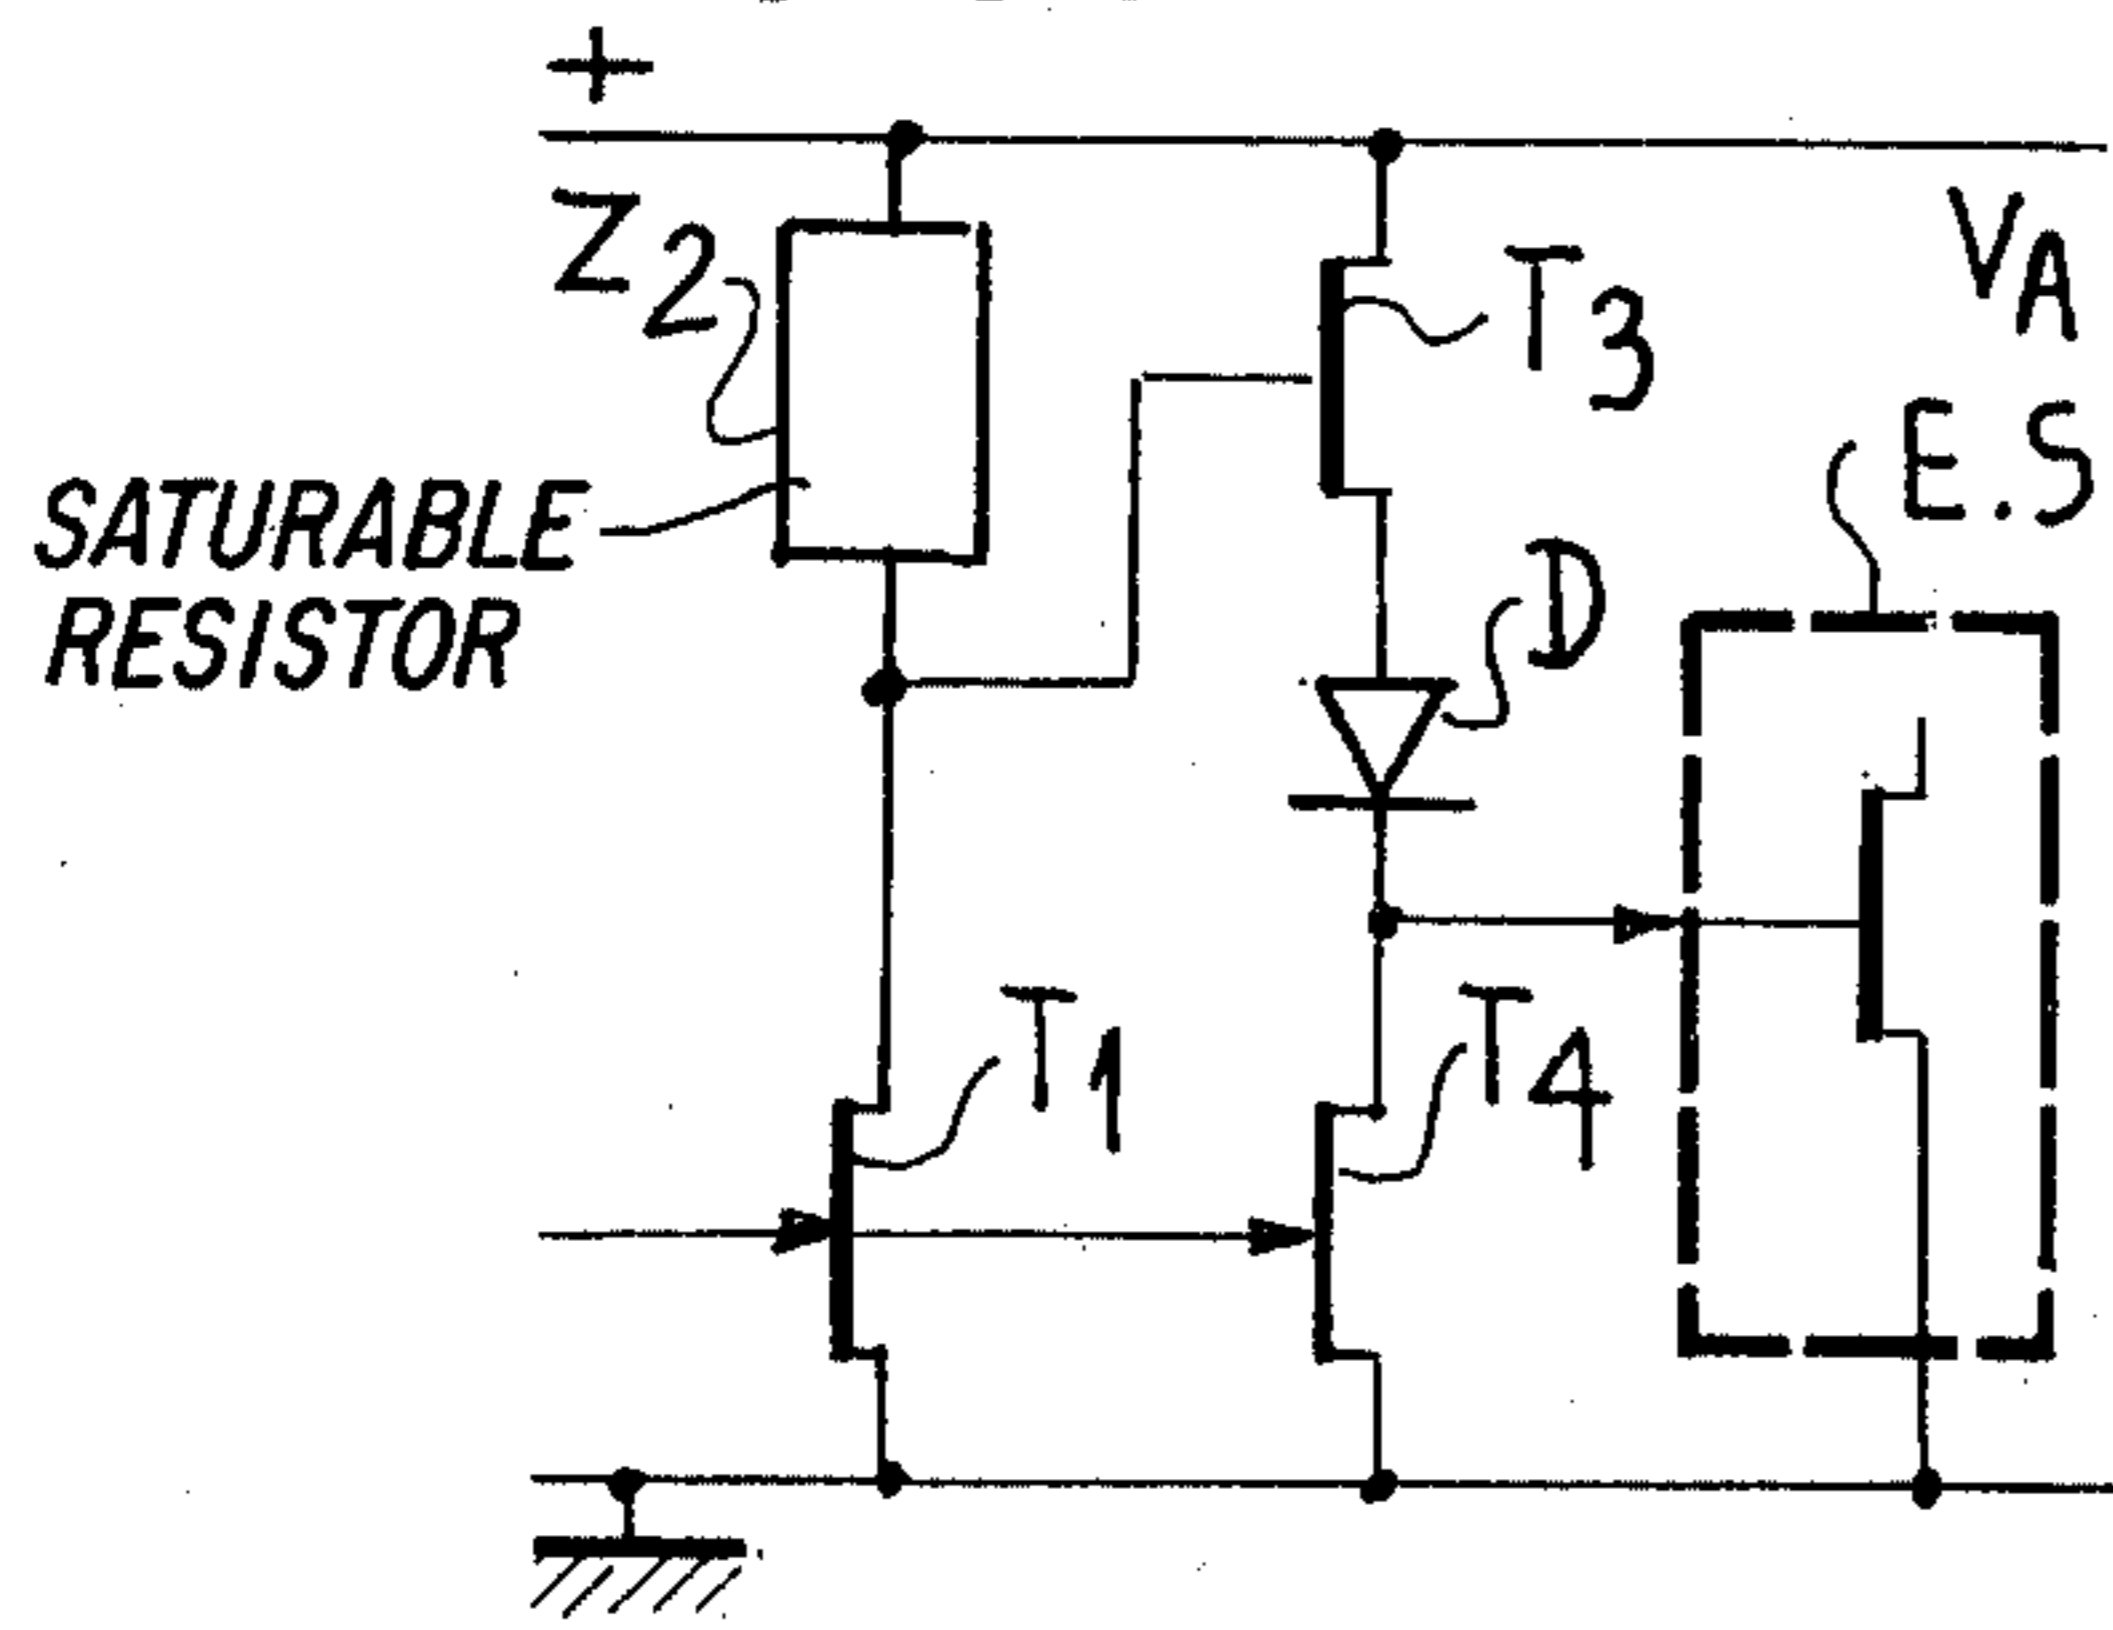 +
Z2
VA
T3
E.S
SATURABLE
RESISTOR
D
T1
T4